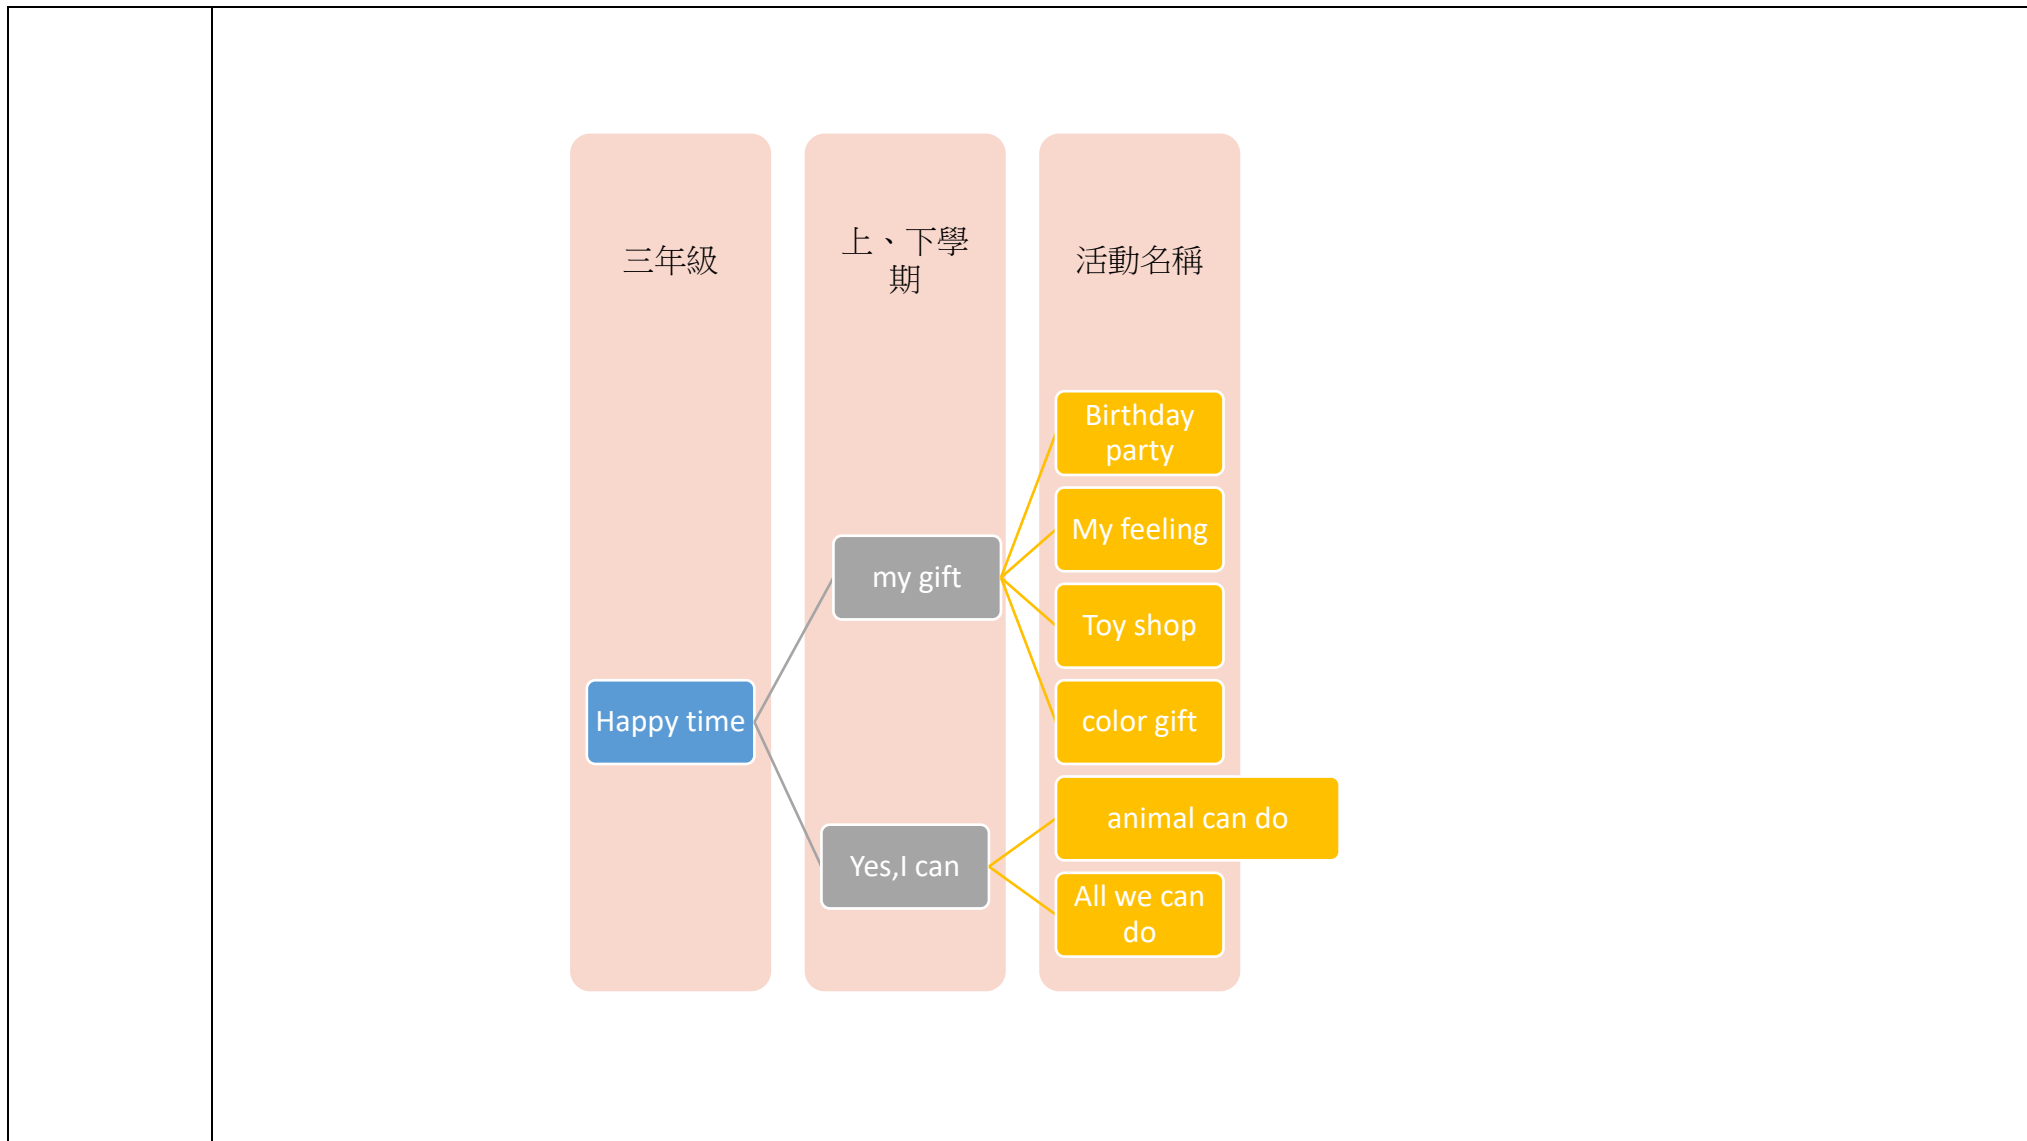 三年級
上、下學
期
活動名稱
Birthday
party
My feeling
my gift
Toy shop
Happy time
color gift
animal can do
Yes,I can
All we can
do